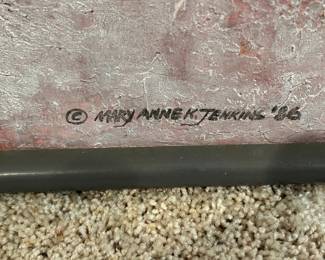 © MARY ANNE K. JENKINS '86